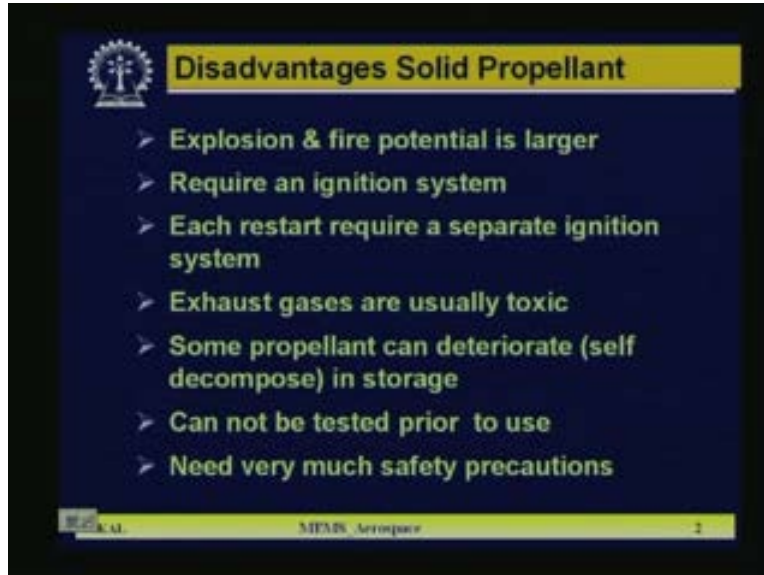 Disadvantages Solid Propellant
Explosion & fire potential is larger
Require an ignition system
Each restart require a separate ignition
system
Exhaust gases are usually toxic
Some propellant can deteriorate (self
decompose) in storage
Can not be tested prior to use
Need very much safety precautions
KAL MEMS_Aerospace 2